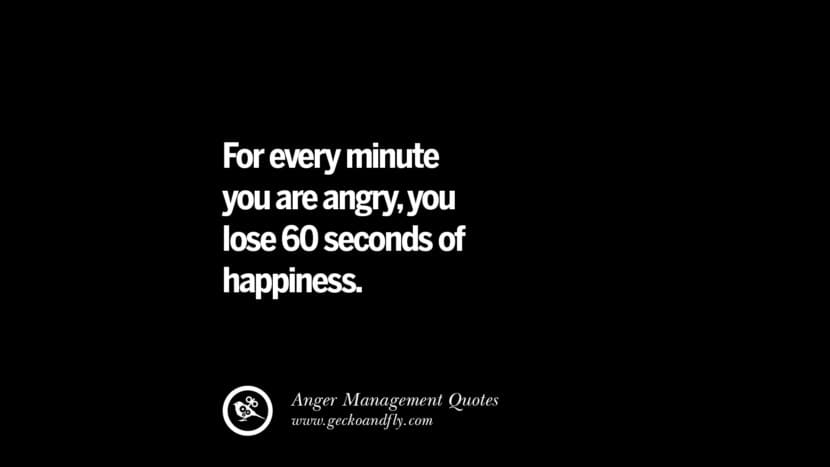 For every minute
you are angry, you
lose 60 seconds of
happiness.
Anger Management Quotes
www.geckoandfly.com